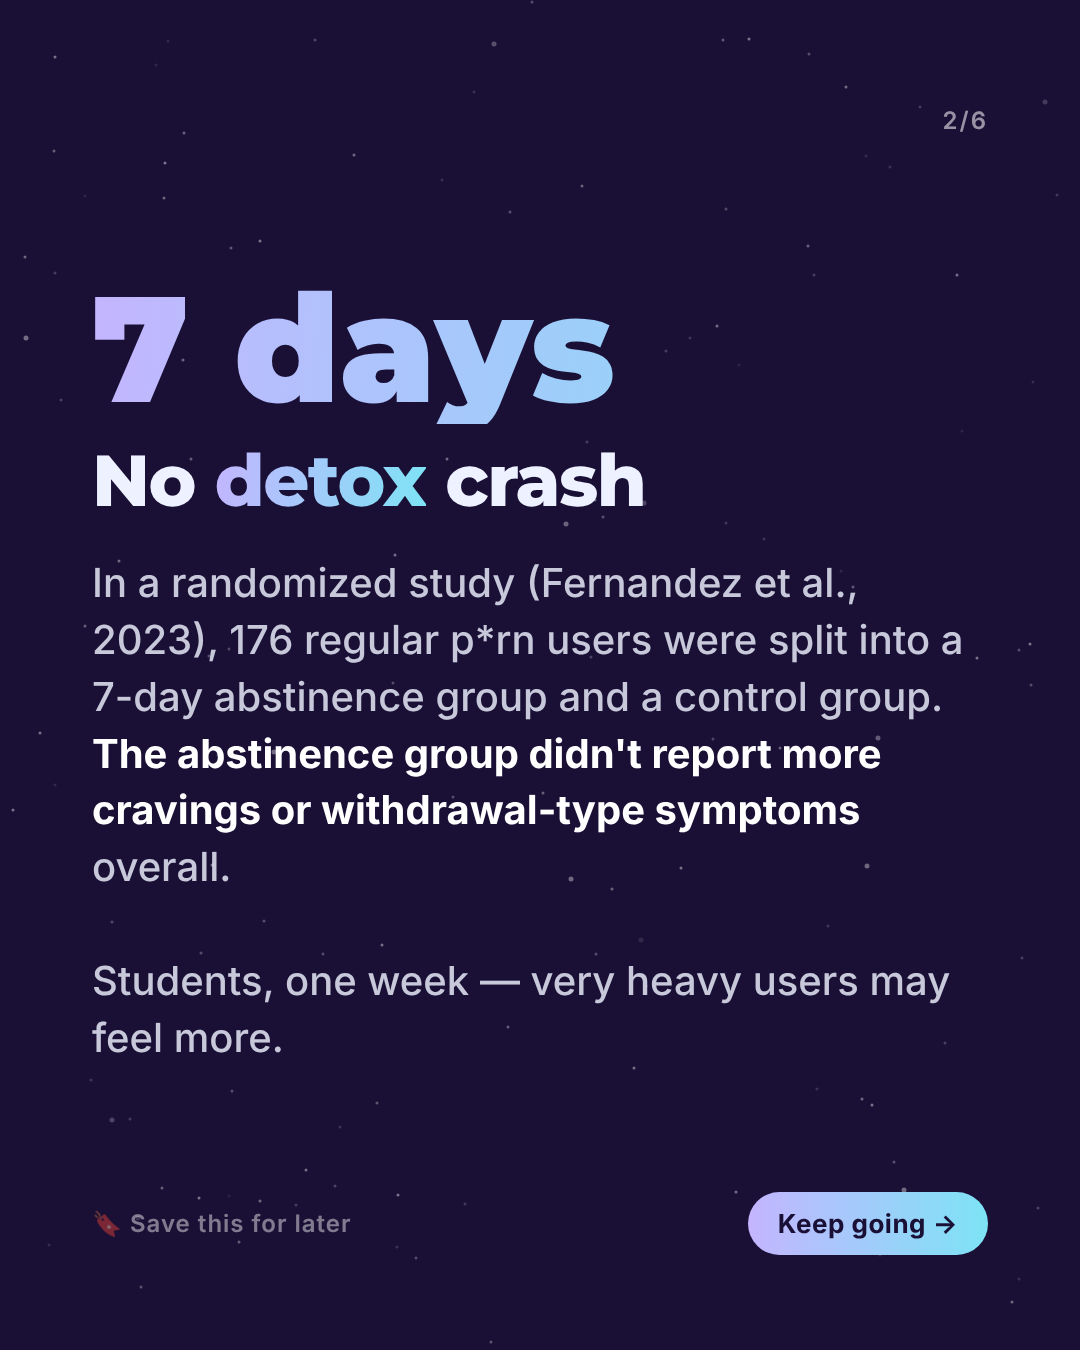 2/6
7 days
No detox crash
In a randomized study (Fernandez et al.,
2023), 176 regular p*rn users were split into a
7-day abstinence group and a control group.
The abstinence group didn't report more
cravings or withdrawal-type symptoms
overall.
Students, one week — very heavy users may
feel more.
🔖 Save this for later
Keep going →